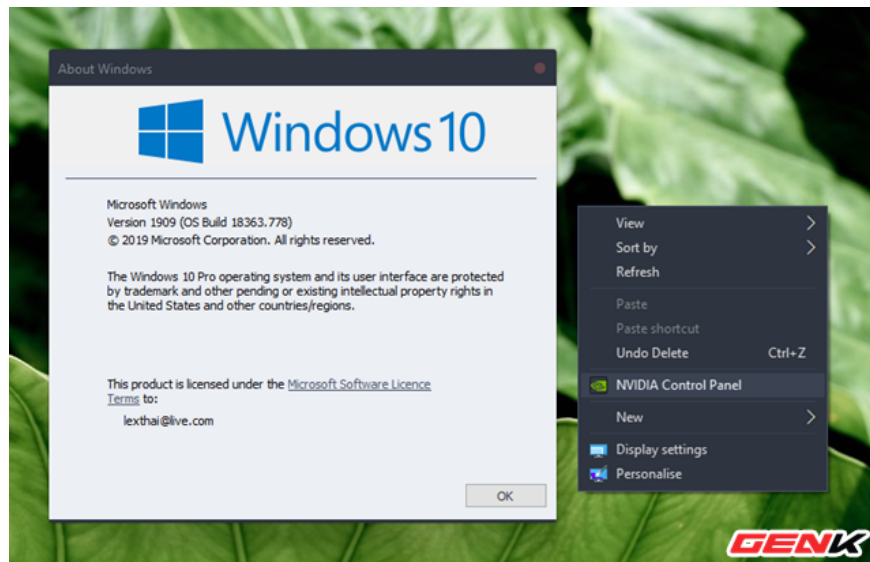 About Windows
Windows 10
Microsoft Windows
Version 1909 (OS Build 18363.778)
© 2019 Microsoft Corporation. All rights reserved.
The Windows 10 Pro operating system and its user interface are protected
by trademark and other pending or existing intellectual property rights in
the United States and other countries/regions.
This product is licensed under the Microsoft Software Licence
Terms to:
lexthai@live.com
OK
View
Sort by
Refresh
Paste
Paste shortcut
Undo Delete Ctrl+Z
NVIDIA Control Panel
New
Display settings
Personalise
GENK